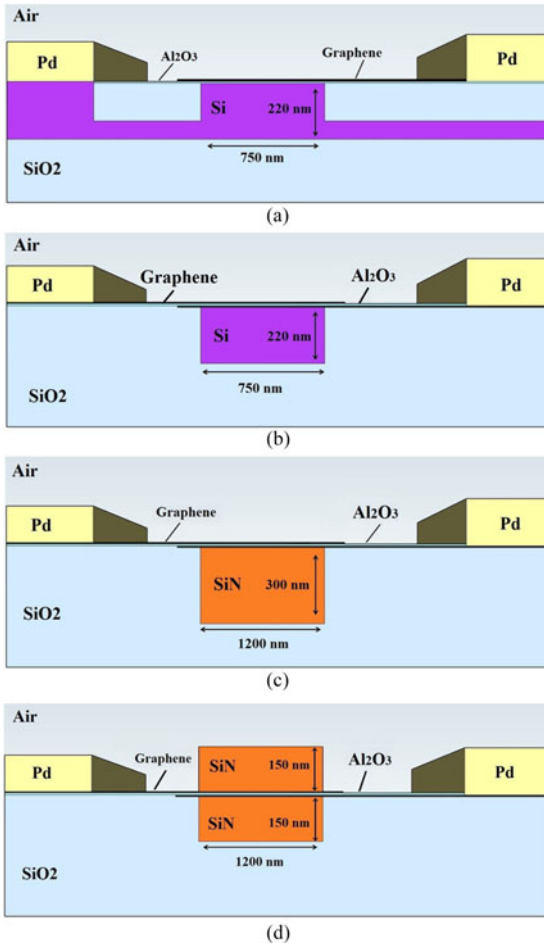 Air
Pd
Al2O3
Graphene
Pd
Si
220 nm
750 nm
SiO2
(a)
Air
Pd
Graphene
Al2O3
Pd
Si
220 nm
750 nm
SiO2
(b)
Air
Pd
Graphene
Al2O3
Pd
SiN
300 nm
SiO2
1200 nm
(c)
Air
Pd
Graphene
SiN
150 nm
Al2O3
Pd
SiN
150 nm
1200 nm
SiO2
(d)